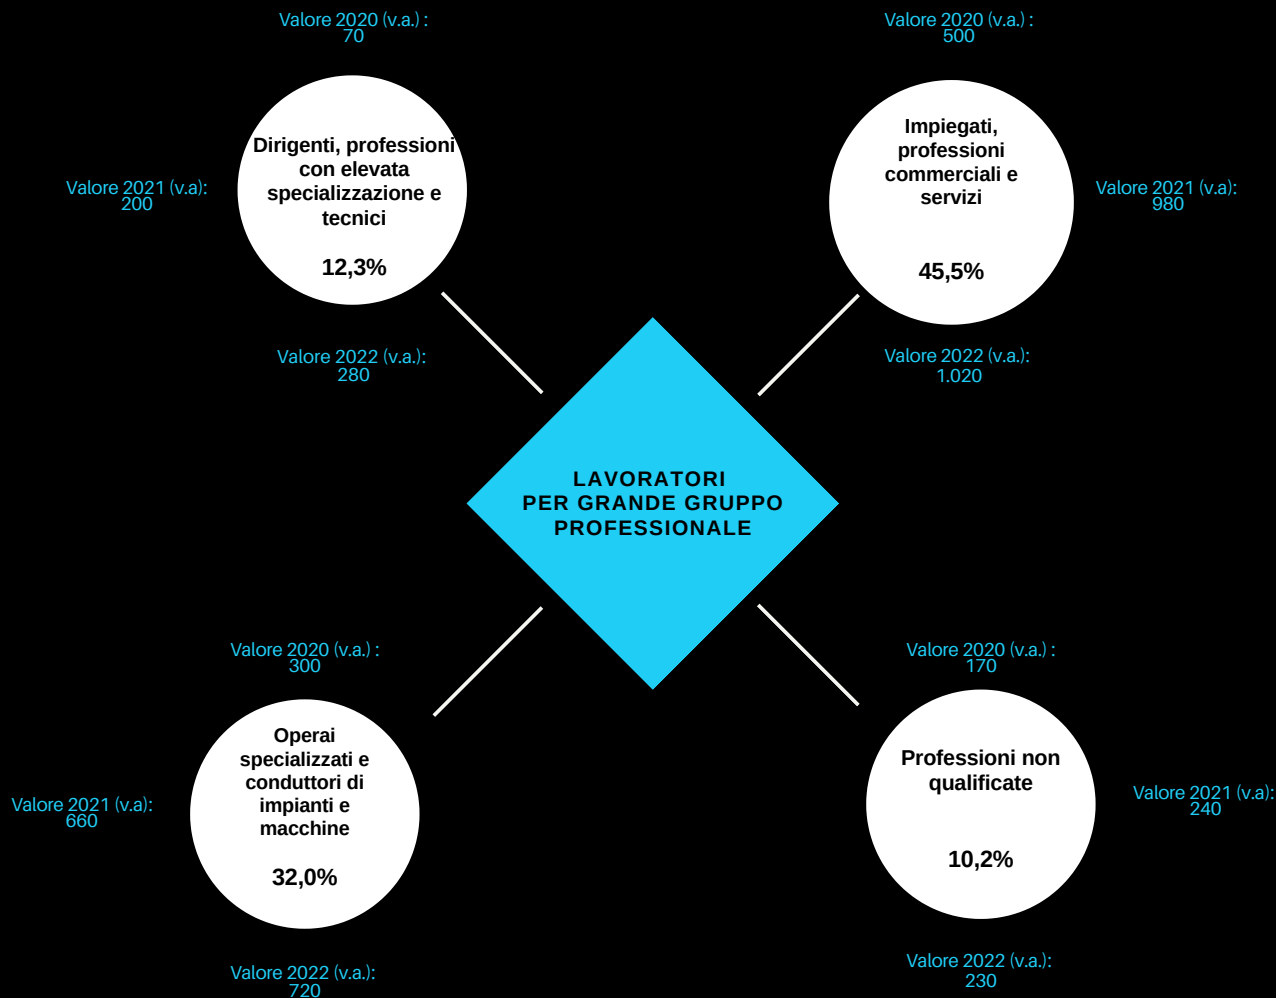 Valore 2020 (v.a.) :
70
Dirigenti, professioni
con elevata
specializzazione e
tecnici
12,3%
Valore 2021 (v.a):
200
Valore 2022 (v.a.):
280
Valore 2020 (v.a.) :
500
Impiegati,
professioni
commerciali e
servizi
45,5%
Valore 2021 (v.a):
980
Valore 2022 (v.a.):
1.020
LAVORATORI
PER GRANDE GRUPPO
PROFESSIONALE
Valore 2020 (v.a.) :
300
Operai
specializzati e
conduttori di
impianti e
macchine
32,0%
Valore 2021 (v.a):
660
Valore 2022 (v.a.):
720
Valore 2020 (v.a.) :
170
Professioni non
qualificate
10,2%
Valore 2021 (v.a):
240
Valore 2022 (v.a.):
230